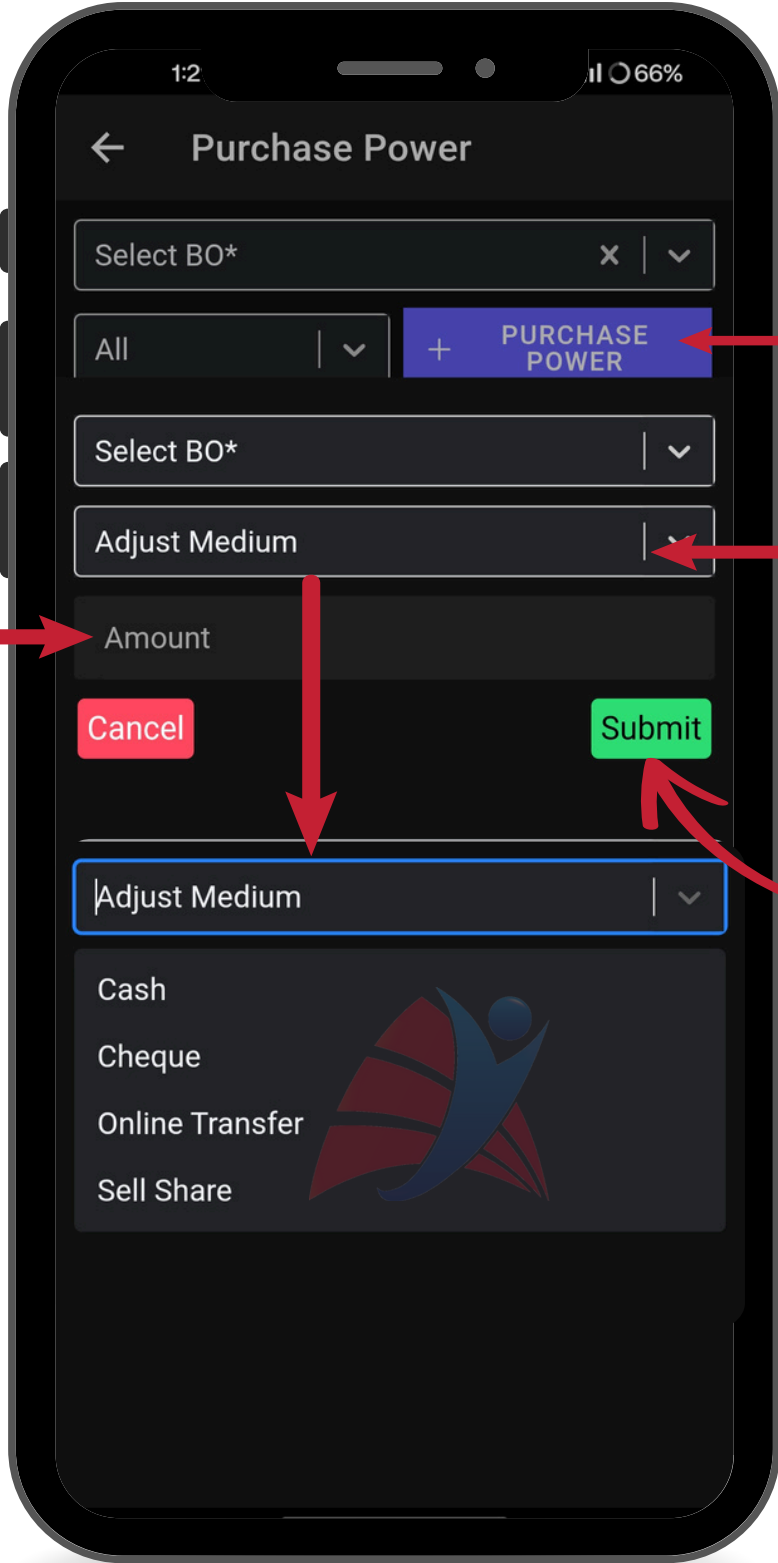 1:2 66%
Purchase Power
Select BO*
All + PURCHASE
POWER
Select BO*
Adjust Medium
Amount
Cancel Submit
Adjust Medium
Cash
Cheque
Online Transfer
Sell Share